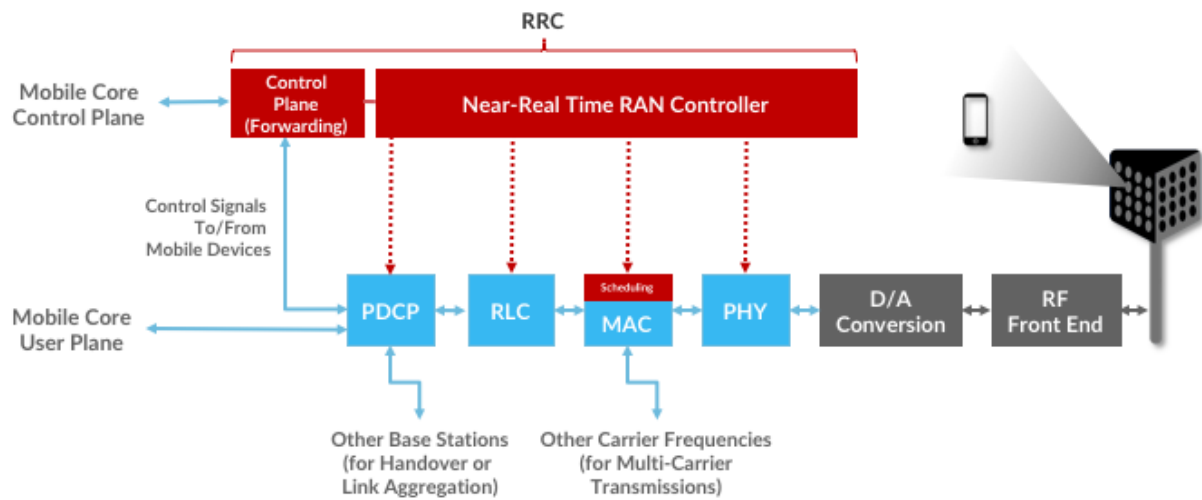 RRC
Mobile Core
Control Plane
Control
Plane
(Forwarding)
Near-Real Time RAN Controller
Control Signals
To/From
Mobile Devices
Mobile Core
User Plane
PDCP
RLC
Scheduling
MAC
PHY
D/A
Conversion
RF
Front End
Other Base Stations
(for Handover or
Link Aggregation)
Other Carrier Frequencies
(for Multi-Carrier
Transmissions)